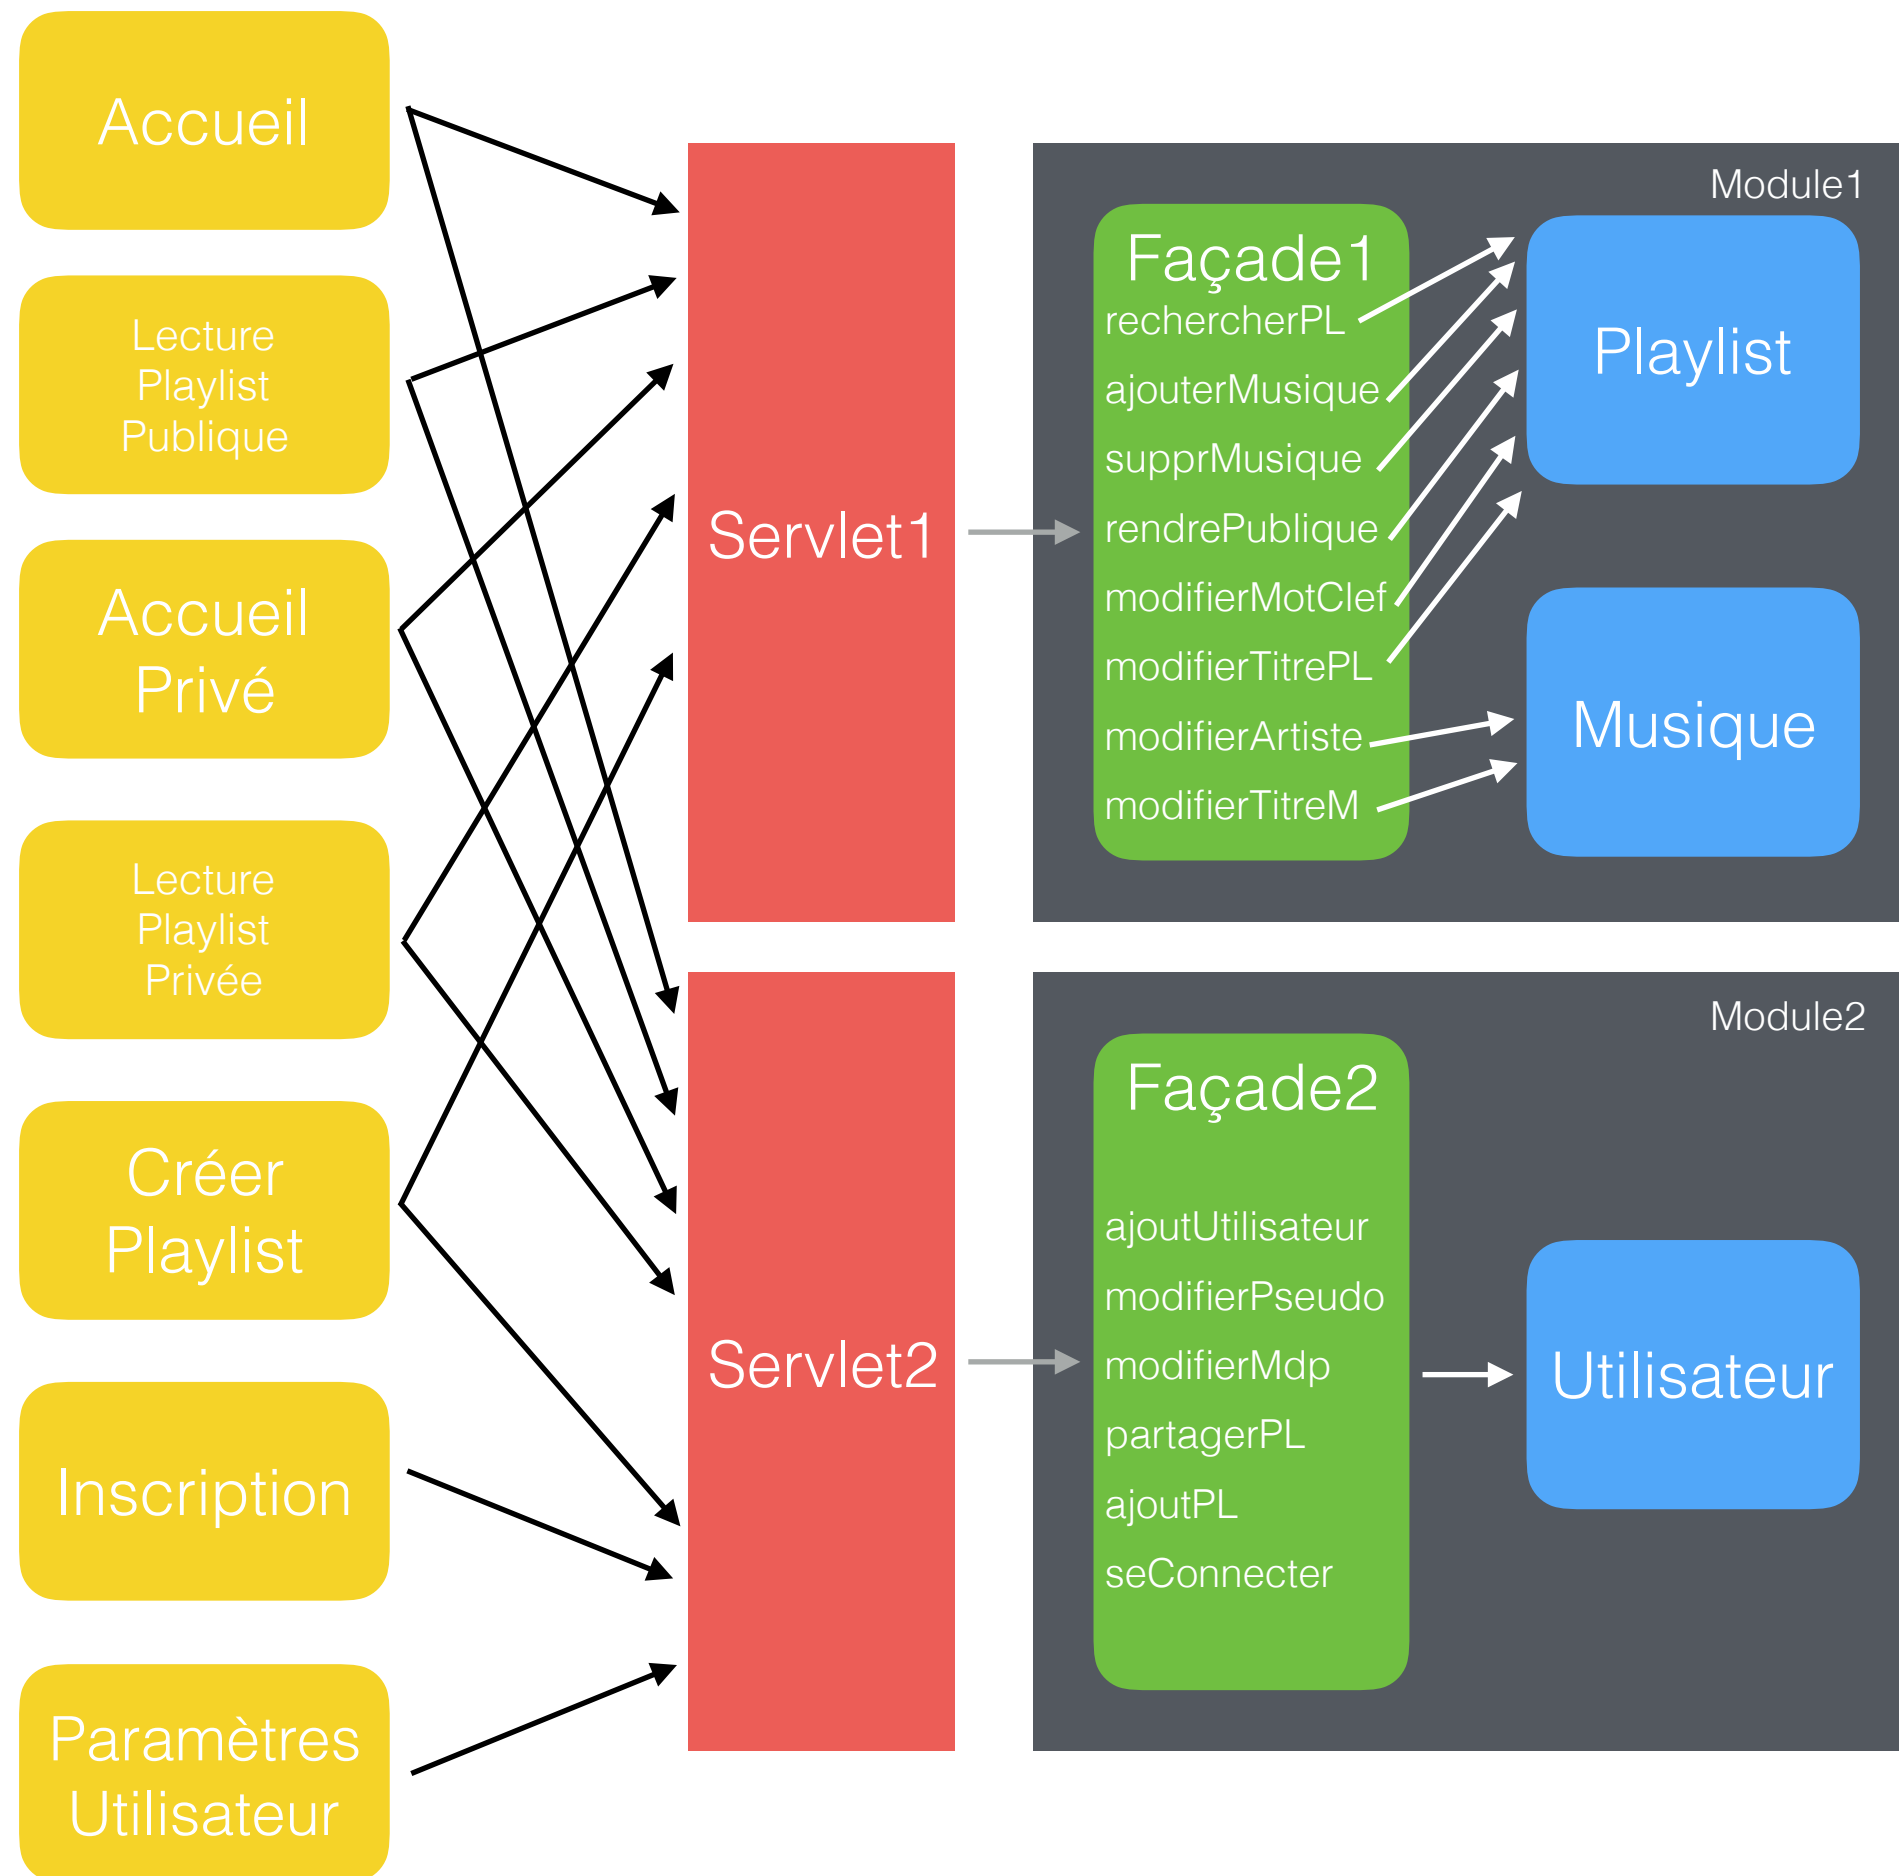 Accueil
Lecture
Playlist
Publique
Accueil
Privé
Lecture
Playlist
Privée
Créer
Playlist
Inscription
Paramètres
Utilisateur
Servlet1
Servlet2
Module1
Façade1
rechercherPL
ajouterMusique
supprMusique
rendrePublique
modifierMotClef
modifierTitrePL
modifierArtiste
modifierTitreM
Playlist
Musique
Module2
Façade2
ajoutUtilisateur
modifierPseudo
modifierMdp
partagerPL
ajoutPL
seConnecter
Utilisateur